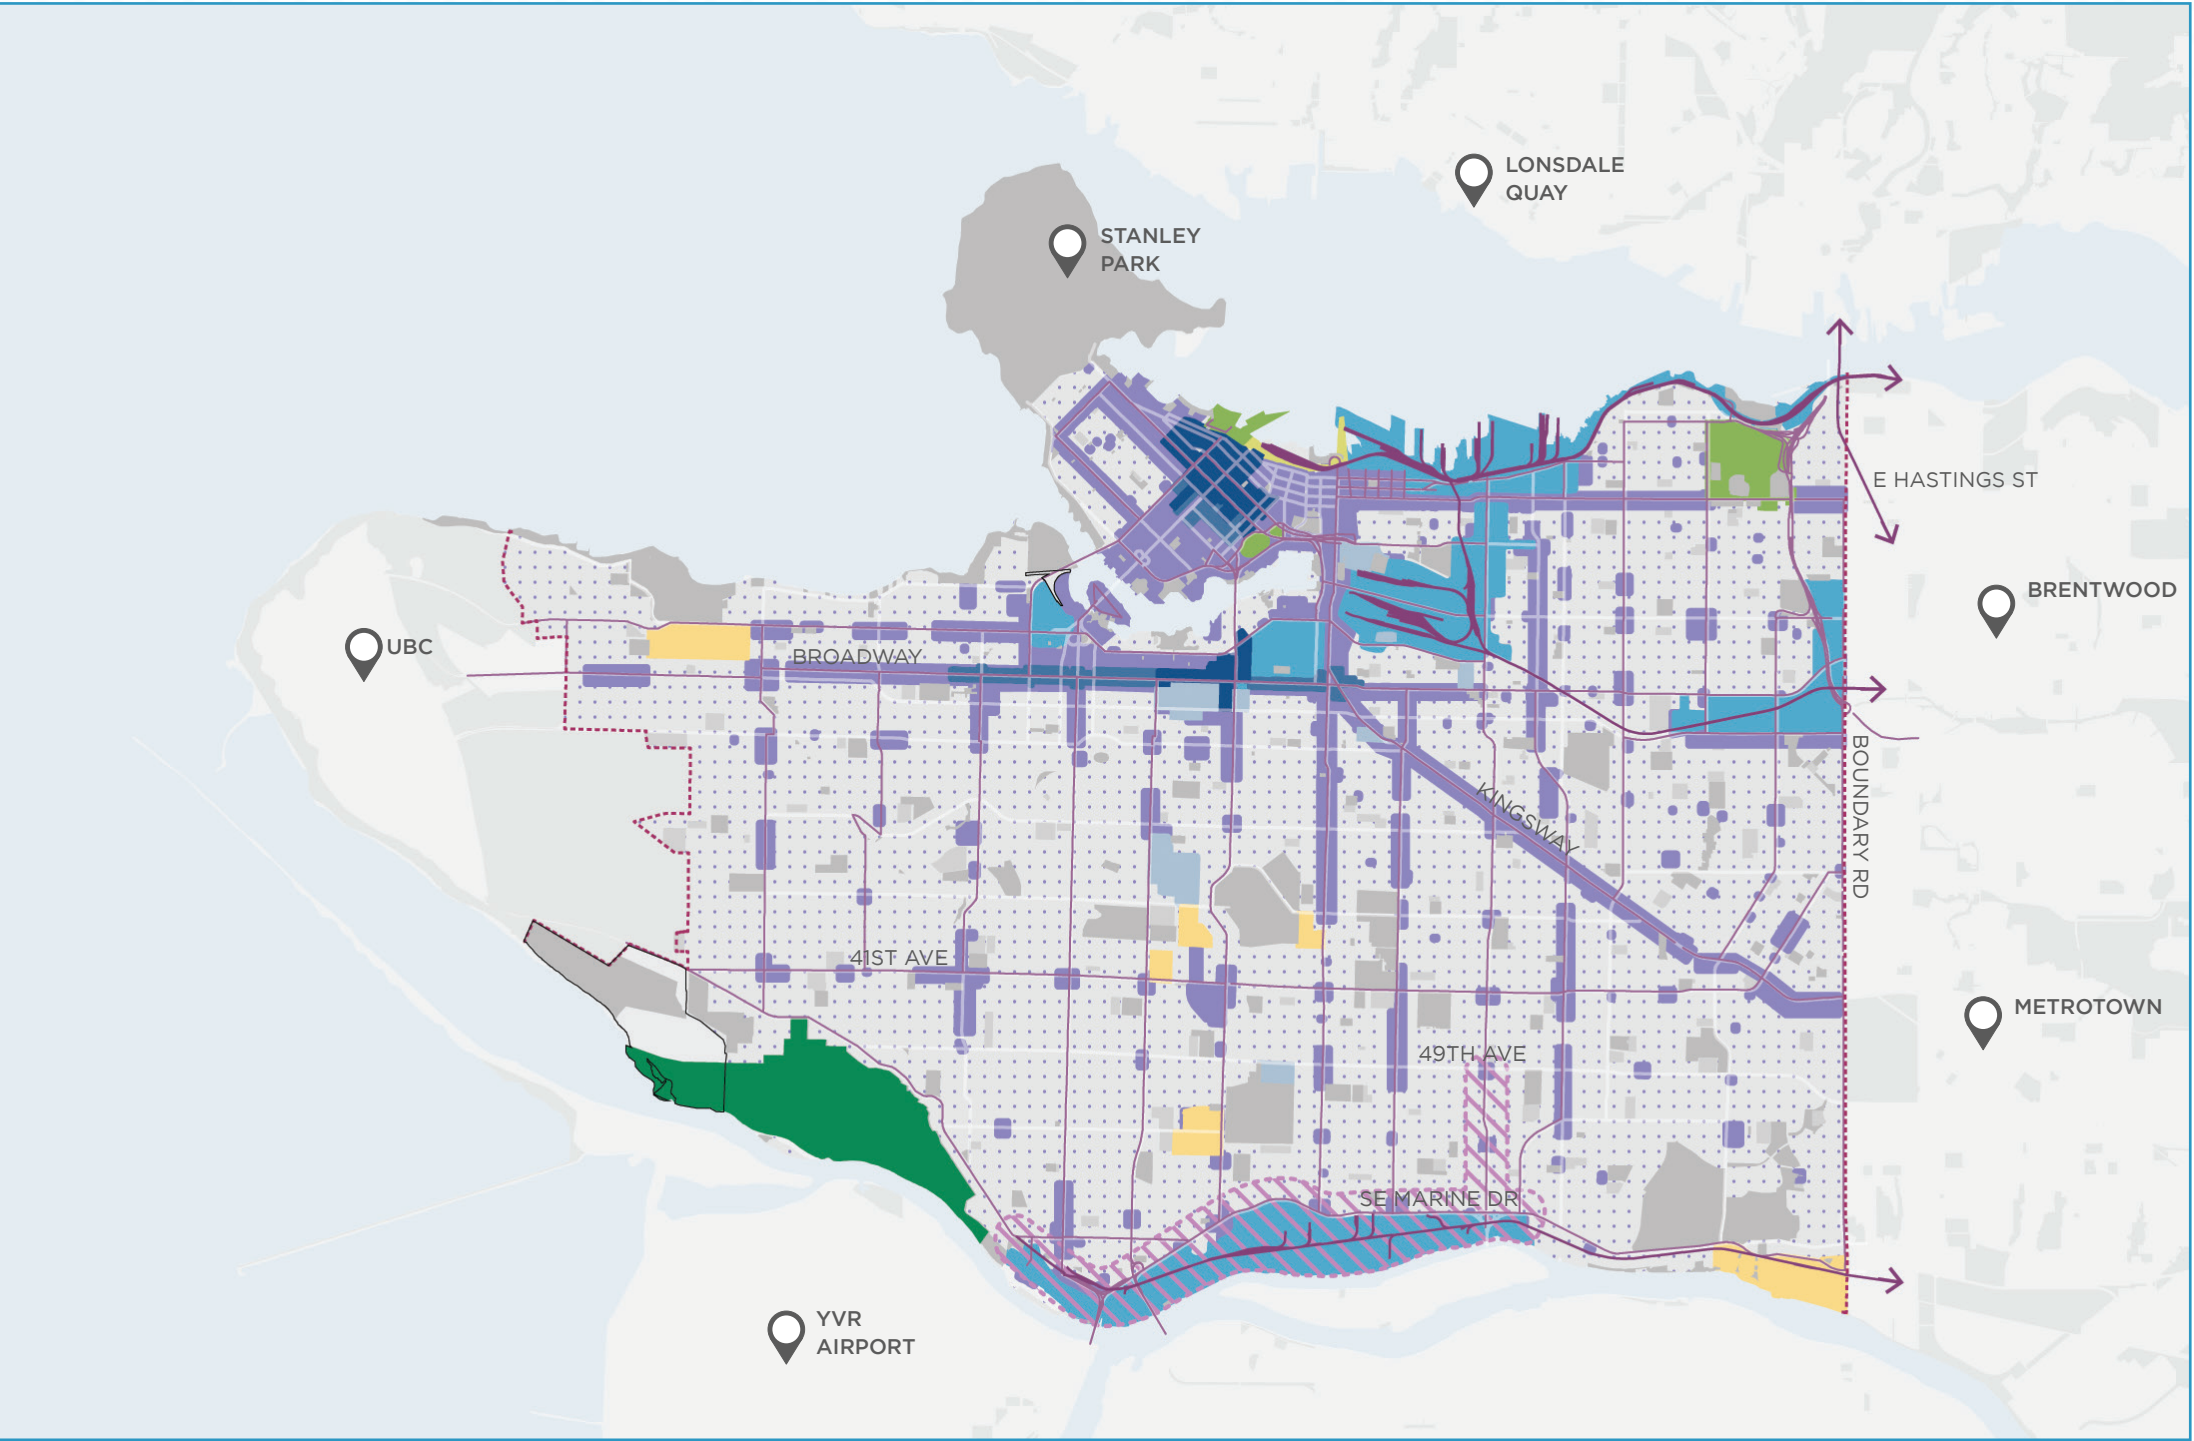 LONSDALE
QUAY
STANLEY
PARK
E HASTINGS ST
BRENTWOOD
UBC
BROADWAY
BOUNDARY RD
KINGSWAY
41ST AVE
METROTOWN
49TH AVE
SE MARINE DR
YVR
AIRPORT